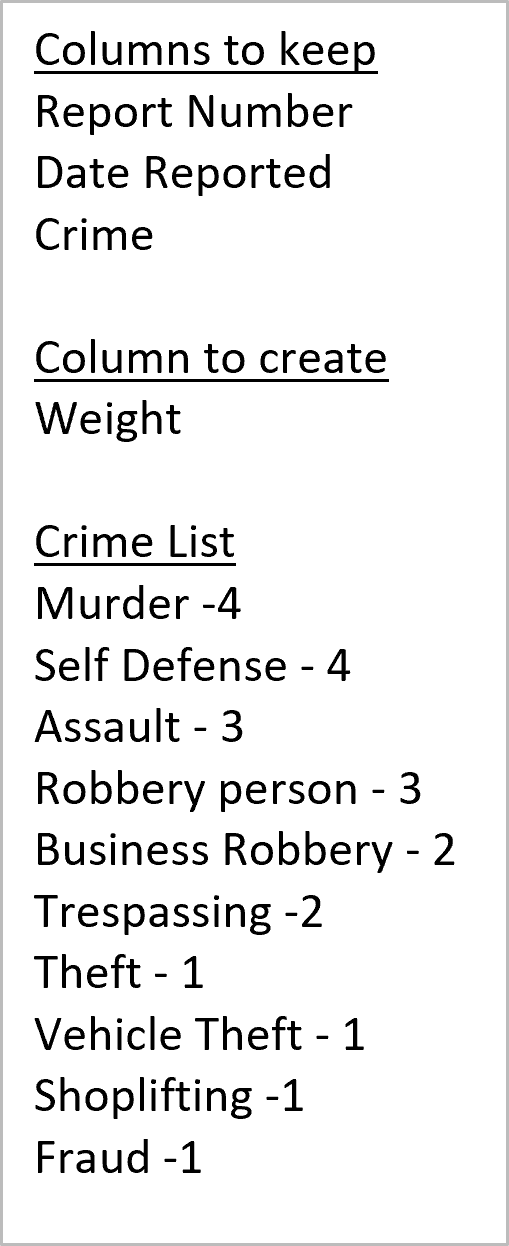 Columns to keep
Report Number
Date Reported
Crime
Column to create
Weight
Crime List
Murder -4
Self Defense - 4
Assault - 3
Robbery person - 3
Business Robbery - 2
Trespassing -2
Theft - 1
Vehicle Theft - 1
Shoplifting -1
Fraud -1